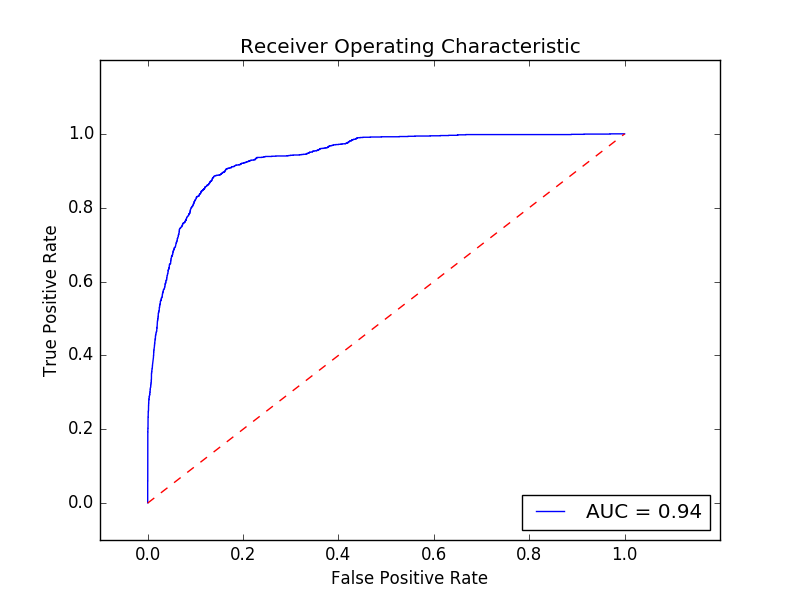 Receiver Operating Characteristic
True Positive Rate
1.0
0.8
0.6
0.4
0.2
0.0
AUC = 0.94
0.0 0.2 0.4 0.6 0.8 1.0
False Positive Rate